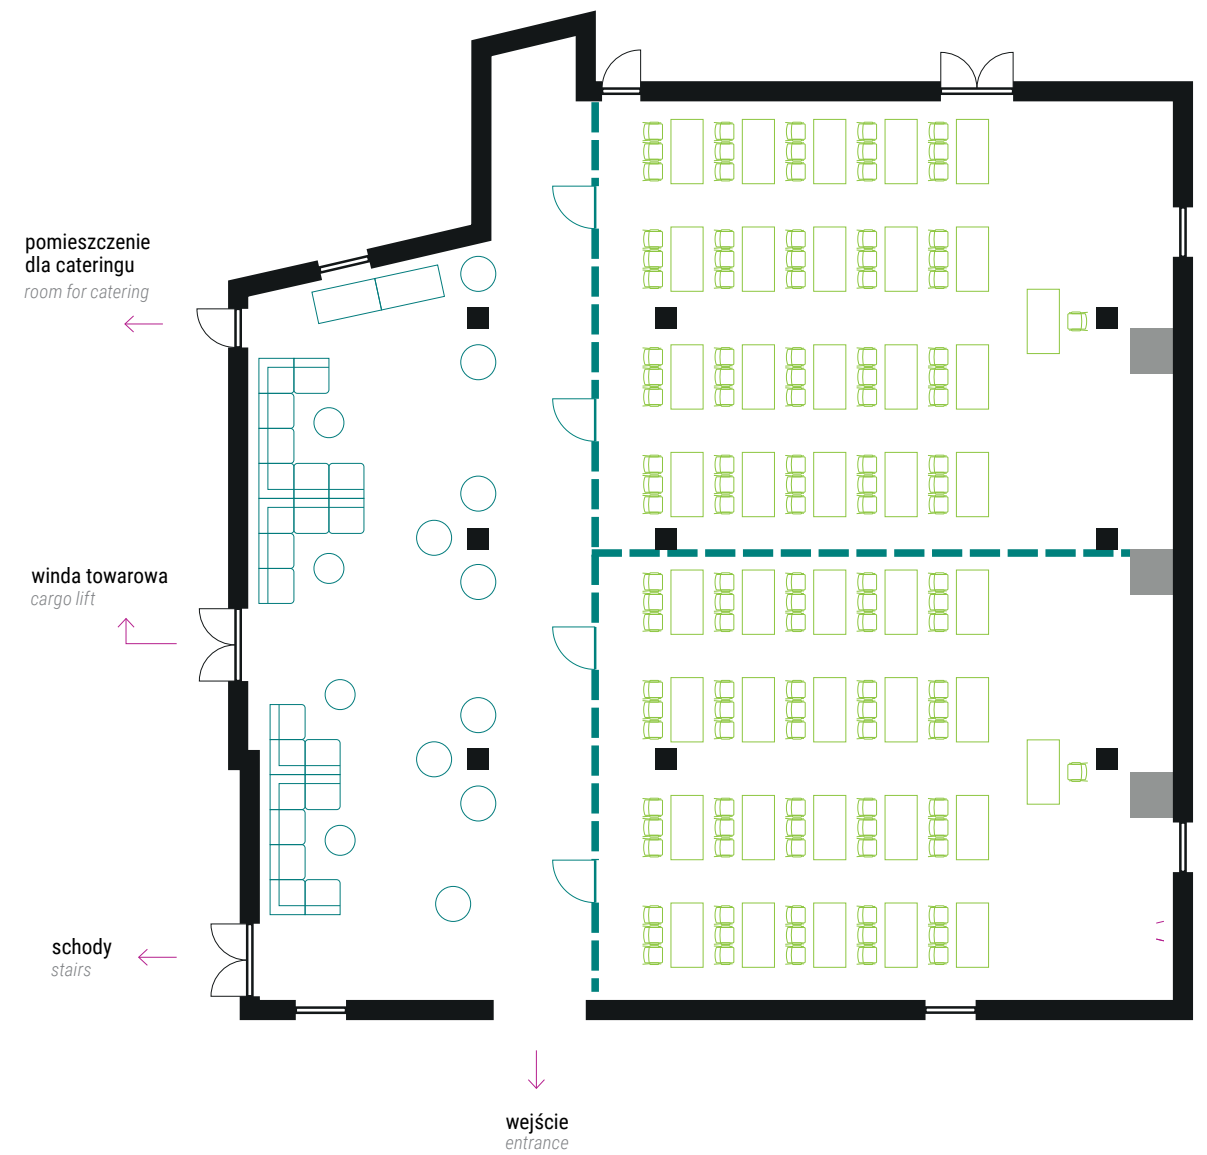 pomieszczenie
dla cateringu
room for catering
winda towarowa
cargo lift
schody
stairs
wejście
entrance